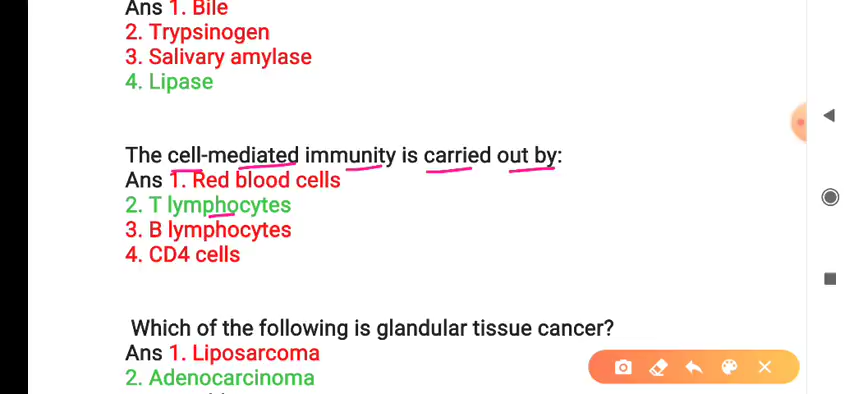 Ans 1. Bile
2. Trypsinogen
3. Salivary amylase
4. Lipase
The cell-mediated immunity is carried out by:
Ans 1. Red blood cells
2. T lymphocytes
3. B lymphocytes
4. CD4 cells
Which of the following is glandular tissue cancer?
Ans 1. Liposarcoma
2. Adenocarcinoma